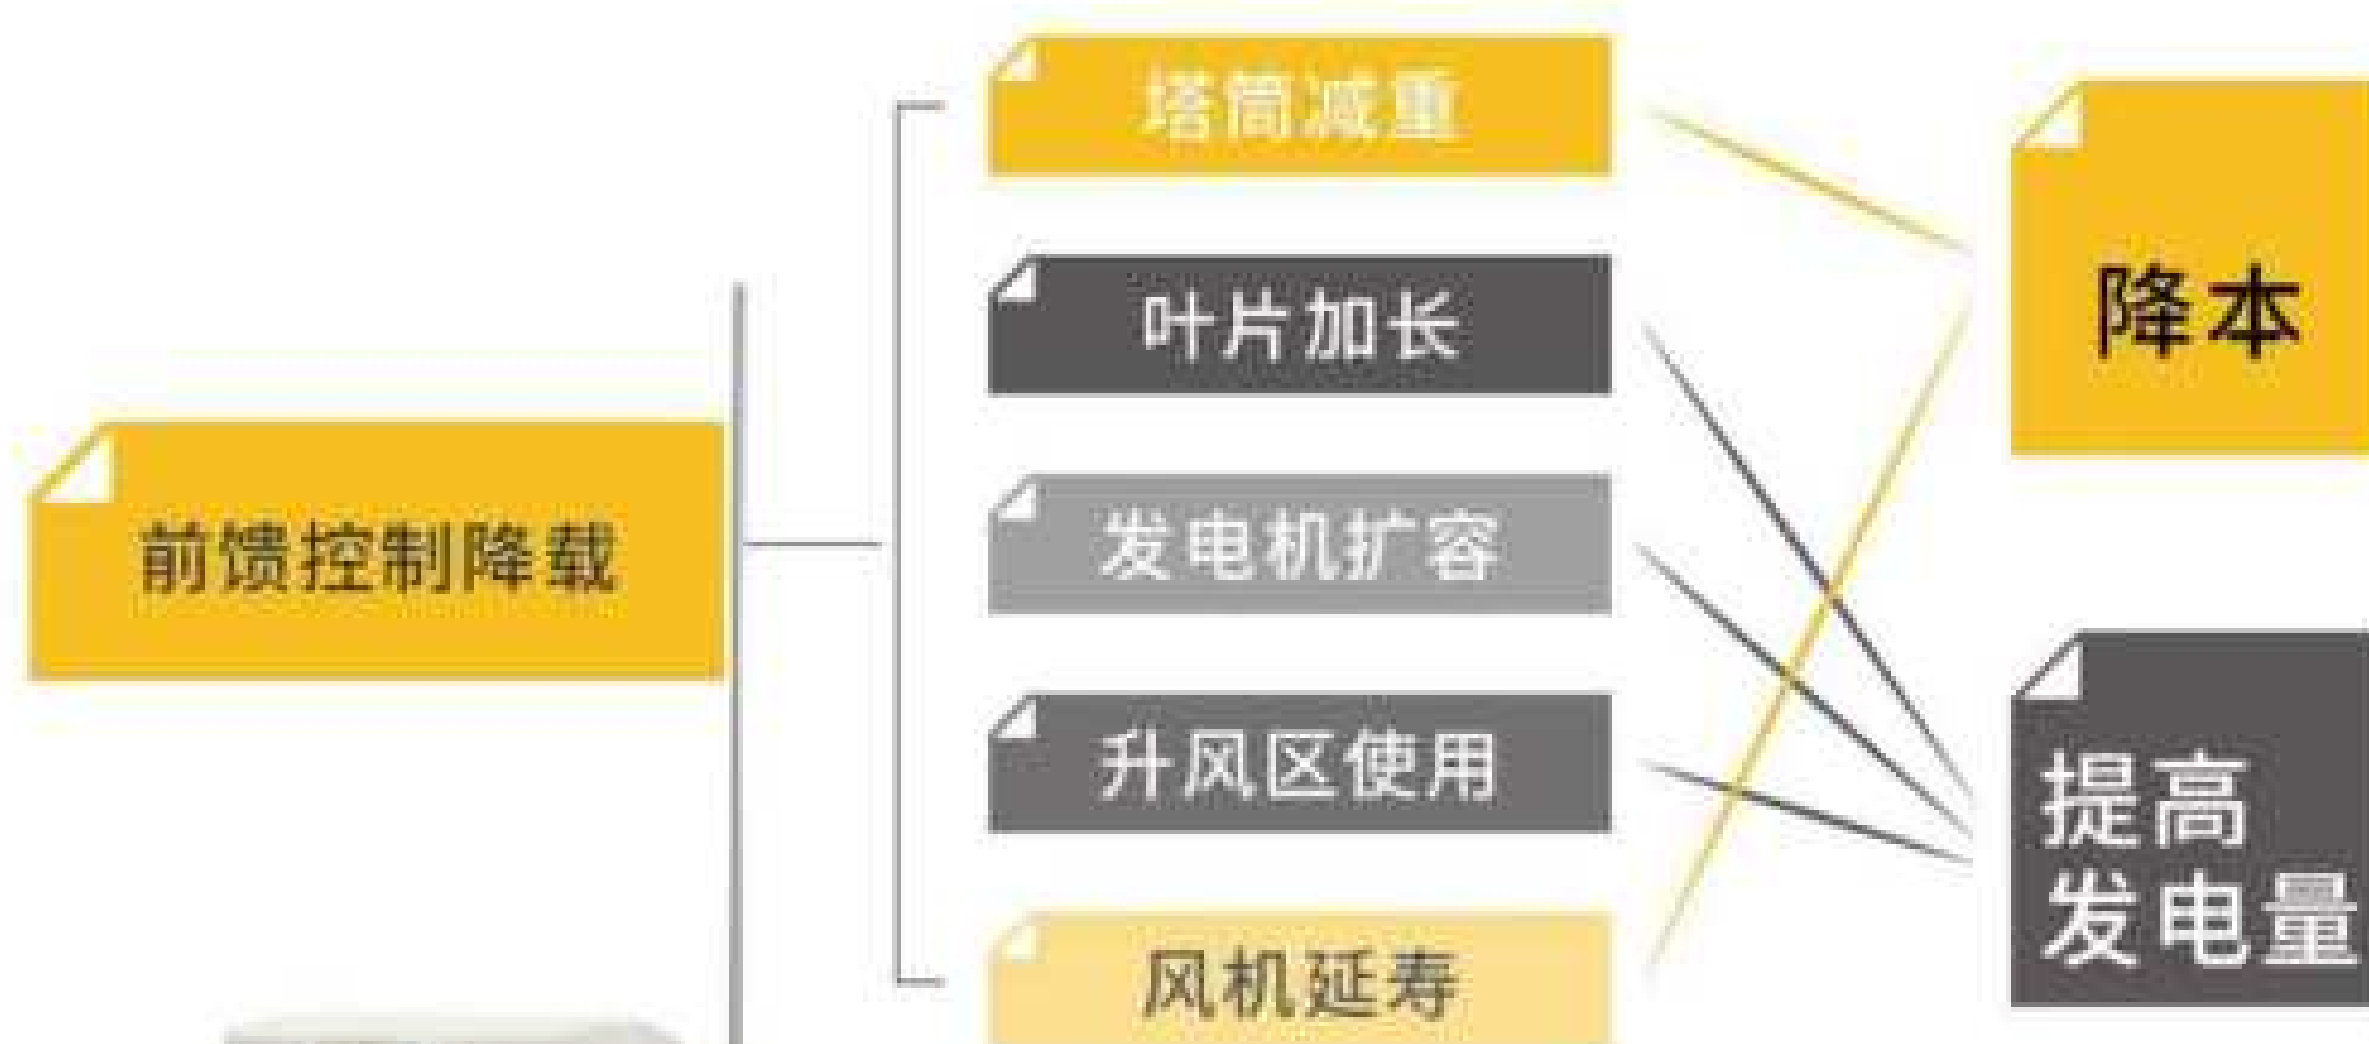 塔筒减重
降本
叶片加长
前馈控制降载
发电机扩容
升风区使用
提高
发电量
风机延寿